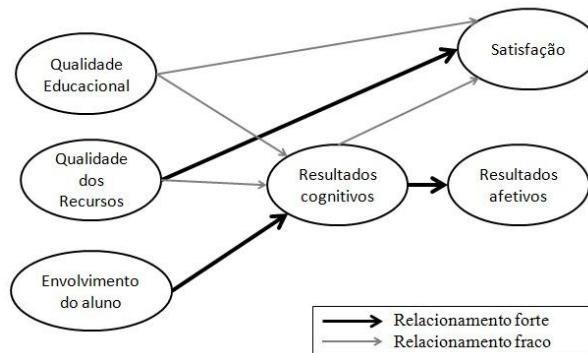 Qualidade
Educacional
Satisfação
Qualidade
dos
Recursos
Resultados
cognitivos
Resultados
afetivos
Envolvimento
do aluno
Relacionamento forte
Relacionamento fraco